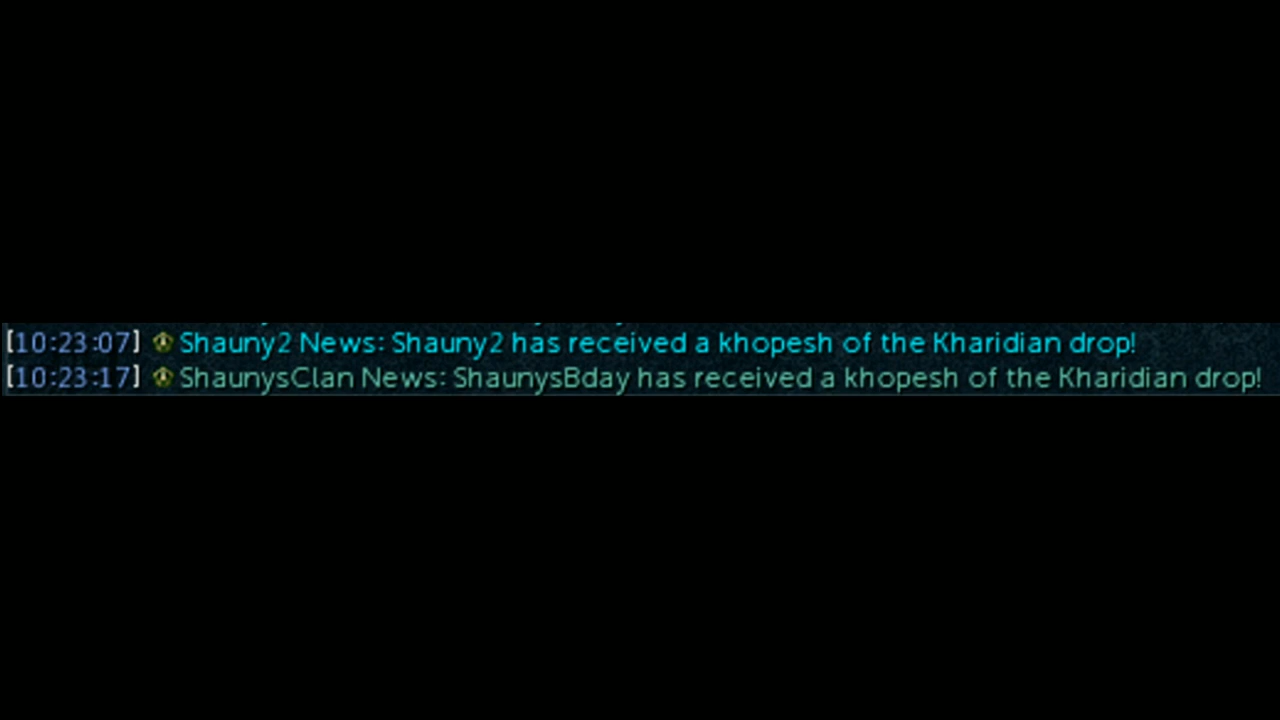 [10:23:07] Shauny2 News: Shauny2 has received a khopesh of the Kharidian drop!
[10:23:17] ShaunysClan News: ShaunysBday has received a khopesh of the Kharidian drop!